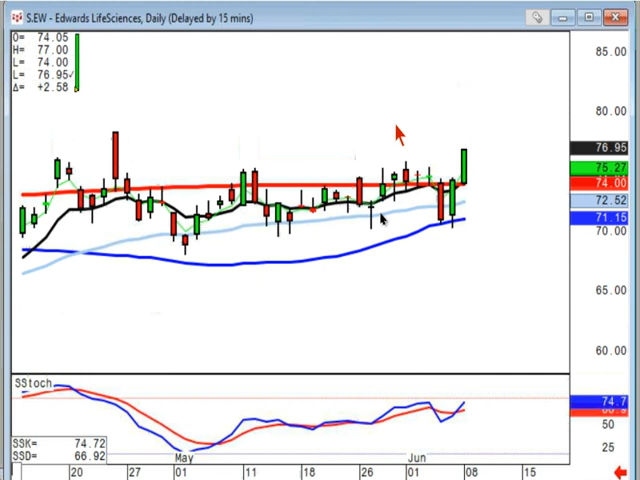 S.EW - Edwards LifeSciences, Daily (Delayed by 15 mins)
O= 74.05
H= 77.00
L= 74.00
L= 76.95✓
Δ= +2.58
85.00
80.00
76.95
75.27
74.00
72.52
71.15
70.00
65.00
60.00
SStoch
74.7
50
25
SSK= 74.72
SSD= 66.92
20
27
May
01
11
18
26
Jun
01
08
15